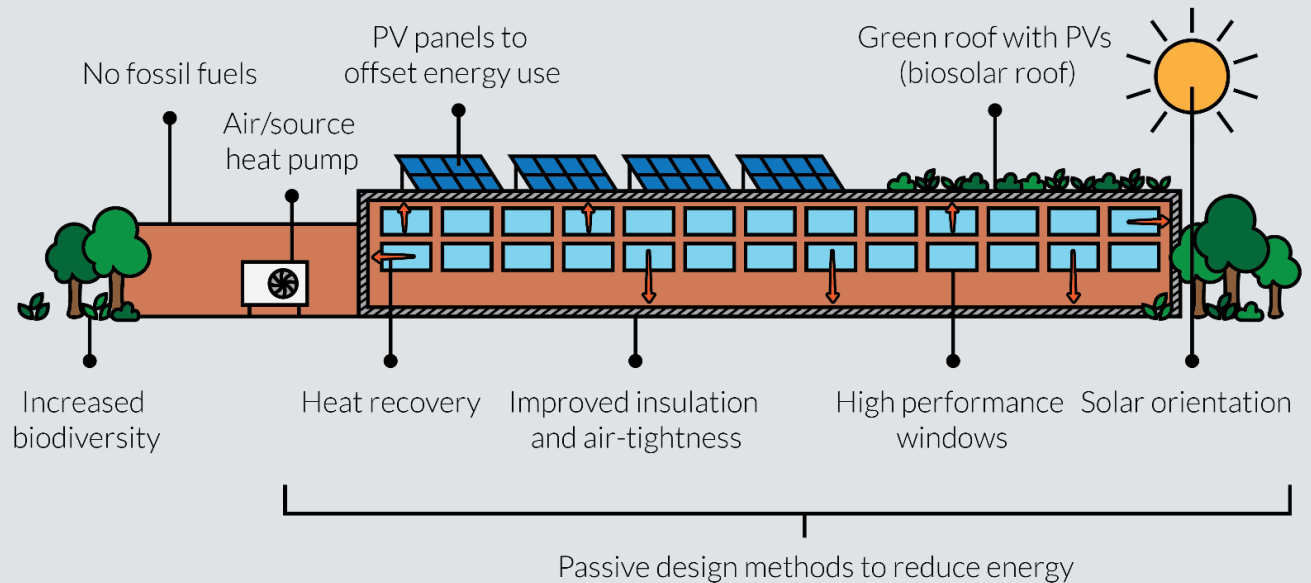 PV panels to
offset energy use
Green roof with PVs
(biosolar roof)
No fossil fuels
Air/source
heat pump
Increased
biodiversity
Heat recovery
Improved insulation
and air-tightness
High performance
windows
Solar orientation
Passive design methods to reduce energy